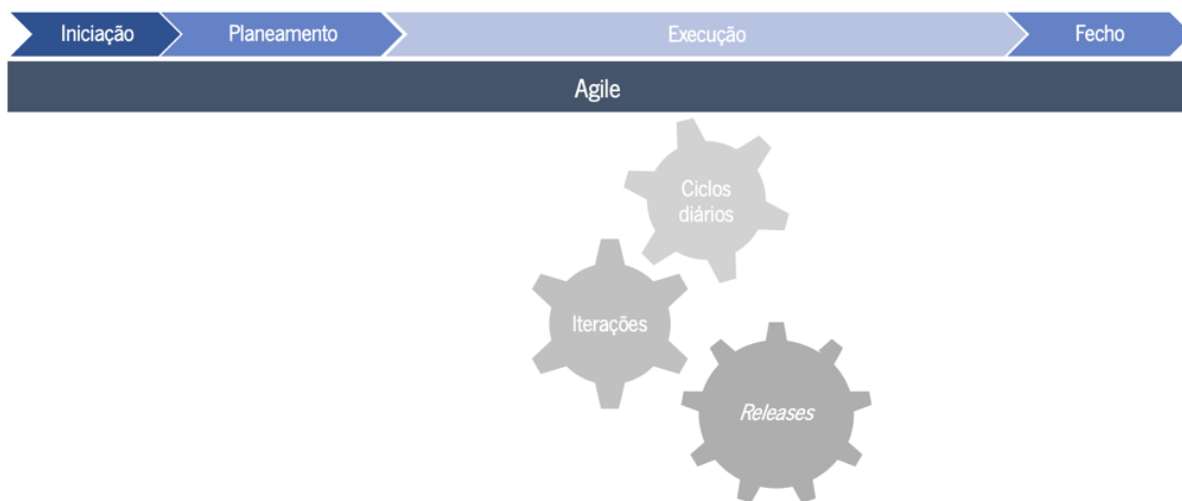 Iniciação
Planeamento
Execução
Fecho
Agile
Ciclos
diários
Iterações
Releases